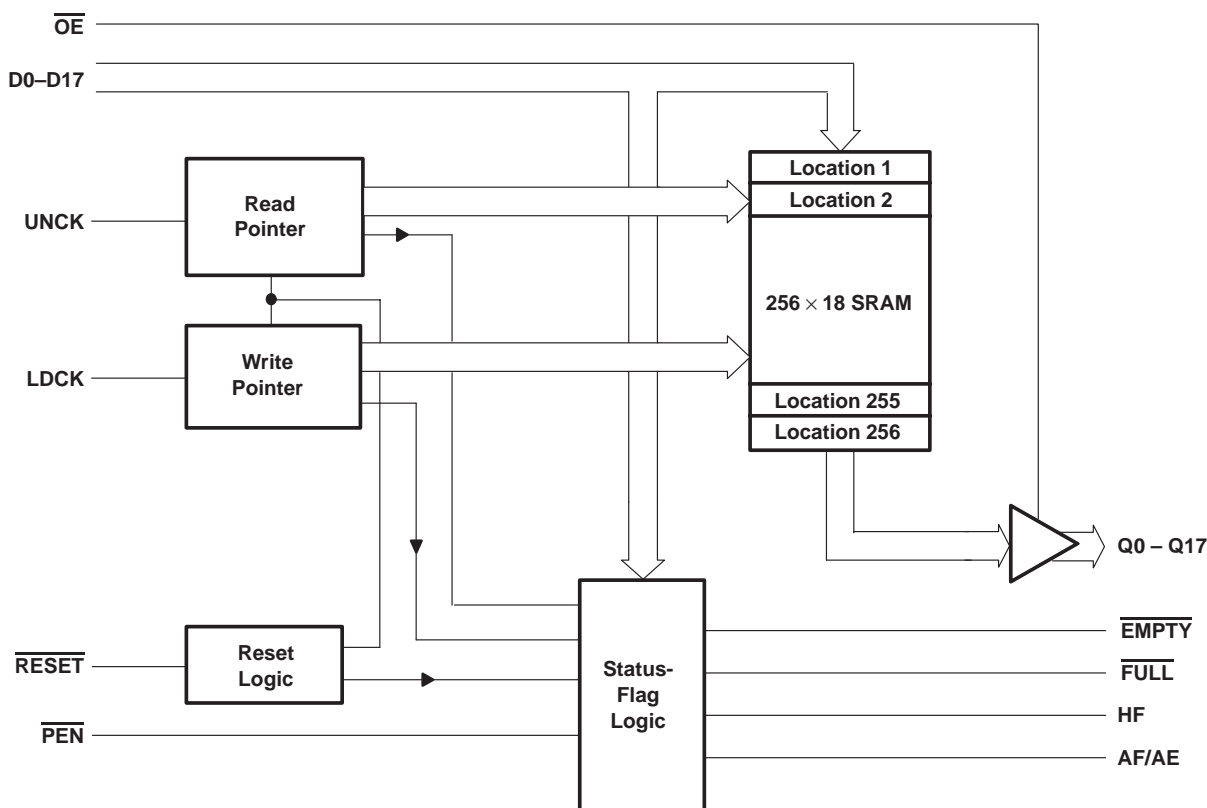 OE
D0–D17
Location 1
Location 2
Read
Pointer
UNCK
256 × 18 SRAM
Write
Pointer
LDCK
Location 255
Location 256
Q0 – Q17
EMPTY
RESET
Reset
Logic
Status-
Flag
Logic
FULL
HF
PEN
AF/AE